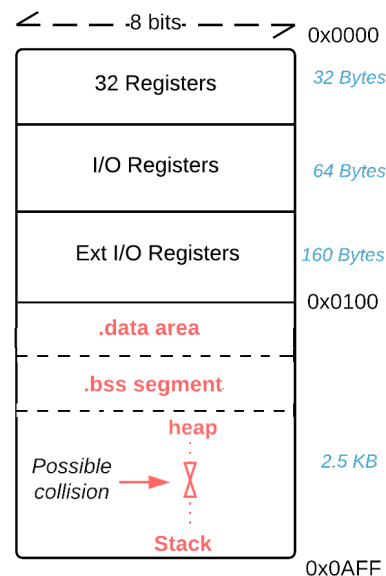 8 bits
0x0000
32 Registers
32 Bytes
I/O Registers
64 Bytes
Ext I/O Registers
160 Bytes
0x0100
.data area
.bss segment
heap
2.5 KB
Possible
collision
Stack
0x0AFF